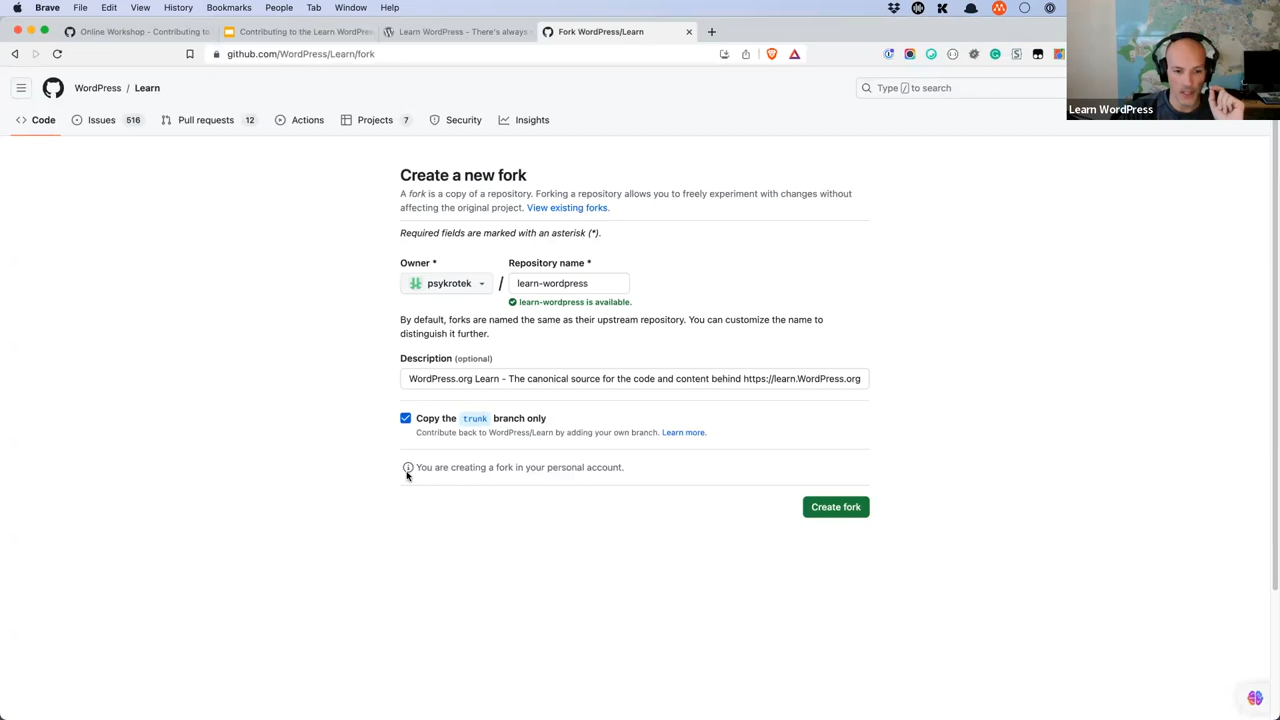 Brave File Edit View History Bookmarks People Tab Window Help
Online Workshop - Contributing to
Contributing to the Learn WordPres
Learn WordPress - There's always
Fork WordPress/Learn
github.com/WordPress/Learn/fork
WordPress / Learn
Type / to search
Learn WordPress
Code
Issues 516
Pull requests 12
Actions
Security
Insights
7
Create a new fork
A fork is a copy of a repository. Forking a repository allows you to freely experiment with changes without
affecting the original project. View existing forks.
Required fields are marked with an asterisk (*).
Owner *
Repository name *
psykrotek / learn-wordpress
learn-wordpress is available.
By default, forks are named the same as their upstream repository. You can customize the name to
distinguish it further.
Description (optional)
WordPress.org Learn - The canonical source for the code and content behind https://learn.WordPress.org
Copy the trunk branch only
Contribute back to WordPress/Learn by adding your own branch. Learn more.
You are creating a fork in your personal account.
Create fork